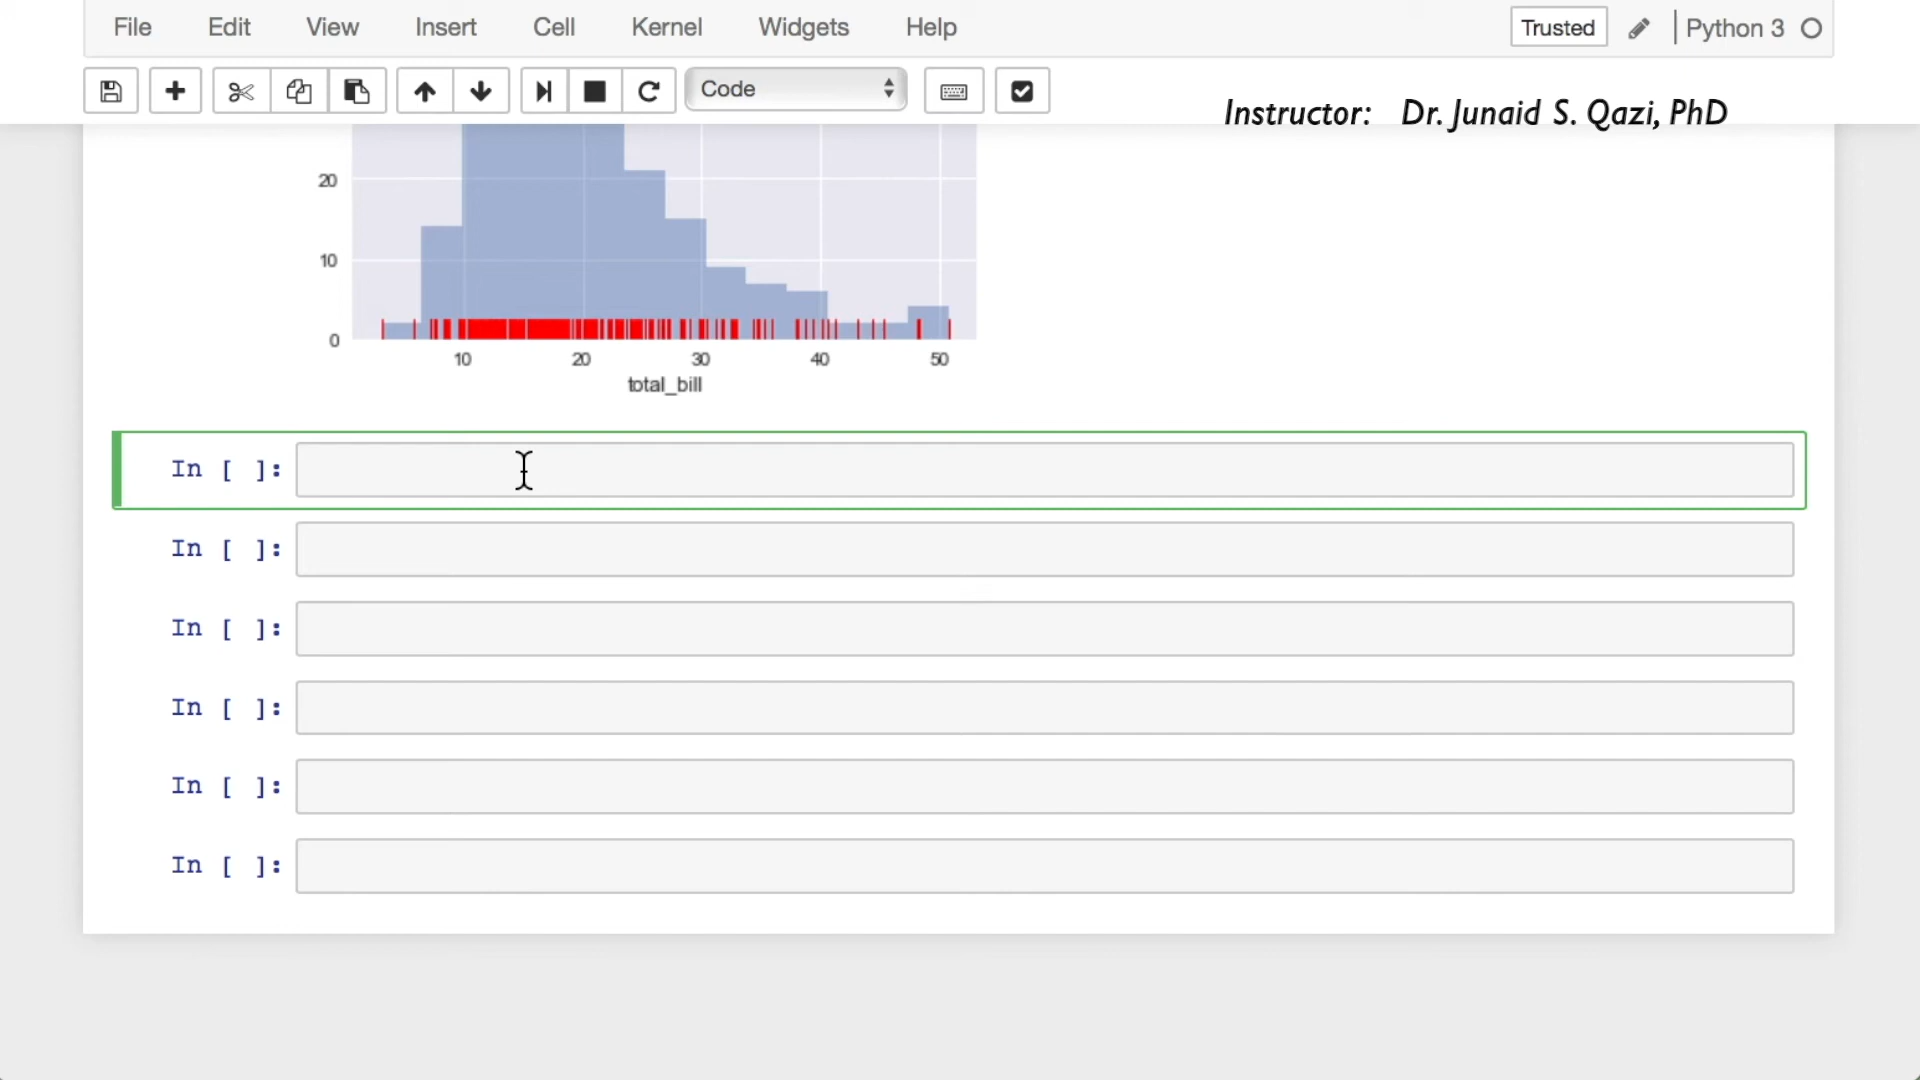 File Edit View Insert Cell Kernel Widgets Help Trusted Python 3
Code
Instructor: Dr. Junaid S. Qazi, PhD
20
10
0
10 20 30 40 50
total_bill
In [ ]:
In [ ]:
In [ ]:
In [ ]:
In [ ]:
In [ ]: